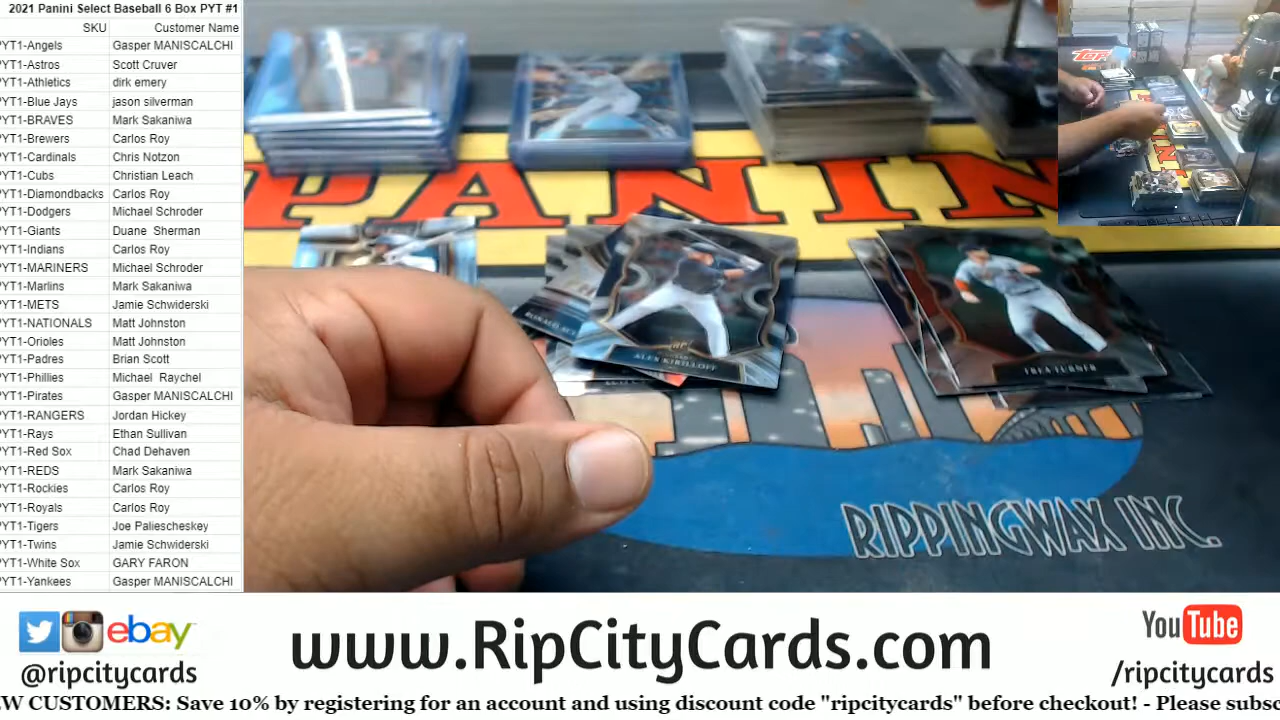 2021 Panini Select Baseball 6 Box PYT #1
SKU Customer Name
PYT1-Angels Gasper MANISCALCHI
PYT1-Astros Scott Cruver
PYT1-Athletics dirk emery
PYT1-Blue Jays jason silverman
PYT1-BRAVES Mark Sakaniwa
PYT1-Brewers Carlos Roy
PYT1-Cardinals Chris Notzon
PYT1-Cubs Christian Leach
PYT1-Diamondbacks Carlos Roy
PYT1-Dodgers Michael Schroder
PYT1-Giants Duane Sherman
PYT1-Indians Carlos Roy
PYT1-MARINERS Michael Schroder
PYT1-Marlins Mark Sakaniwa
PYT1-METS Jamie Schwiderski
PYT1-NATIONALS Matt Johnston
PYT1-Orioles Matt Johnston
PYT1-Padres Brian Scott
PYT1-Phillies Michael Raychel
PYT1-Pirates Gasper MANISCALCHI
PYT1-RANGERS Jordan Hickey
PYT1-Rays Ethan Sullivan
PYT1-Red Sox Chad Dehaven
PYT1-REDS Mark Sakaniwa
PYT1-Rockies Carlos Roy
PYT1-Royals Carlos Roy
PYT1-Tigers Joe Paliescheskey
PYT1-Twins Jamie Schwiderski
PYT1-White Sox GARY FARON
PYT1-Yankees Gasper MANISCALCHI
PANIN
TOPPS
ALEX KIRILLOFF
TREA TURNER
RIPPINGWAX INC.
ebay
@ripcitycards
www.RipCityCards.com
YouTube
/ripcitycards
EW CUSTOMERS: Save 10% by registering for an account and using discount code "ripcitycards" before checkout! - Please subsc